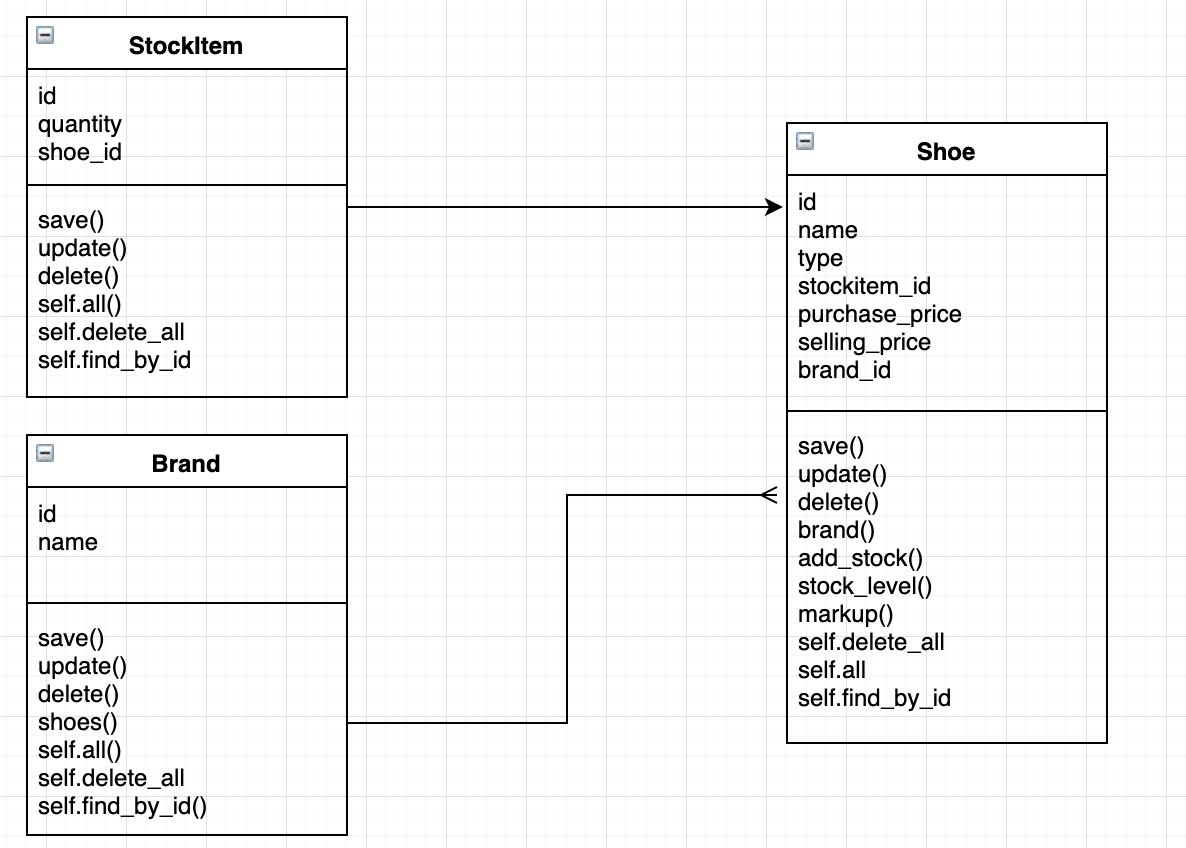 StockItem
id
quantity
shoe_id
save()
update()
delete()
self.all()
self.delete_all
self.find_by_id
Brand
id
name
save()
update()
delete()
shoes()
self.all()
self.delete_all
self.find_by_id()
Shoe
id
name
type
stockitem_id
purchase_price
selling_price
brand_id
save()
update()
delete()
brand()
add_stock()
stock_level()
markup()
self.delete_all
self.all
self.find_by_id